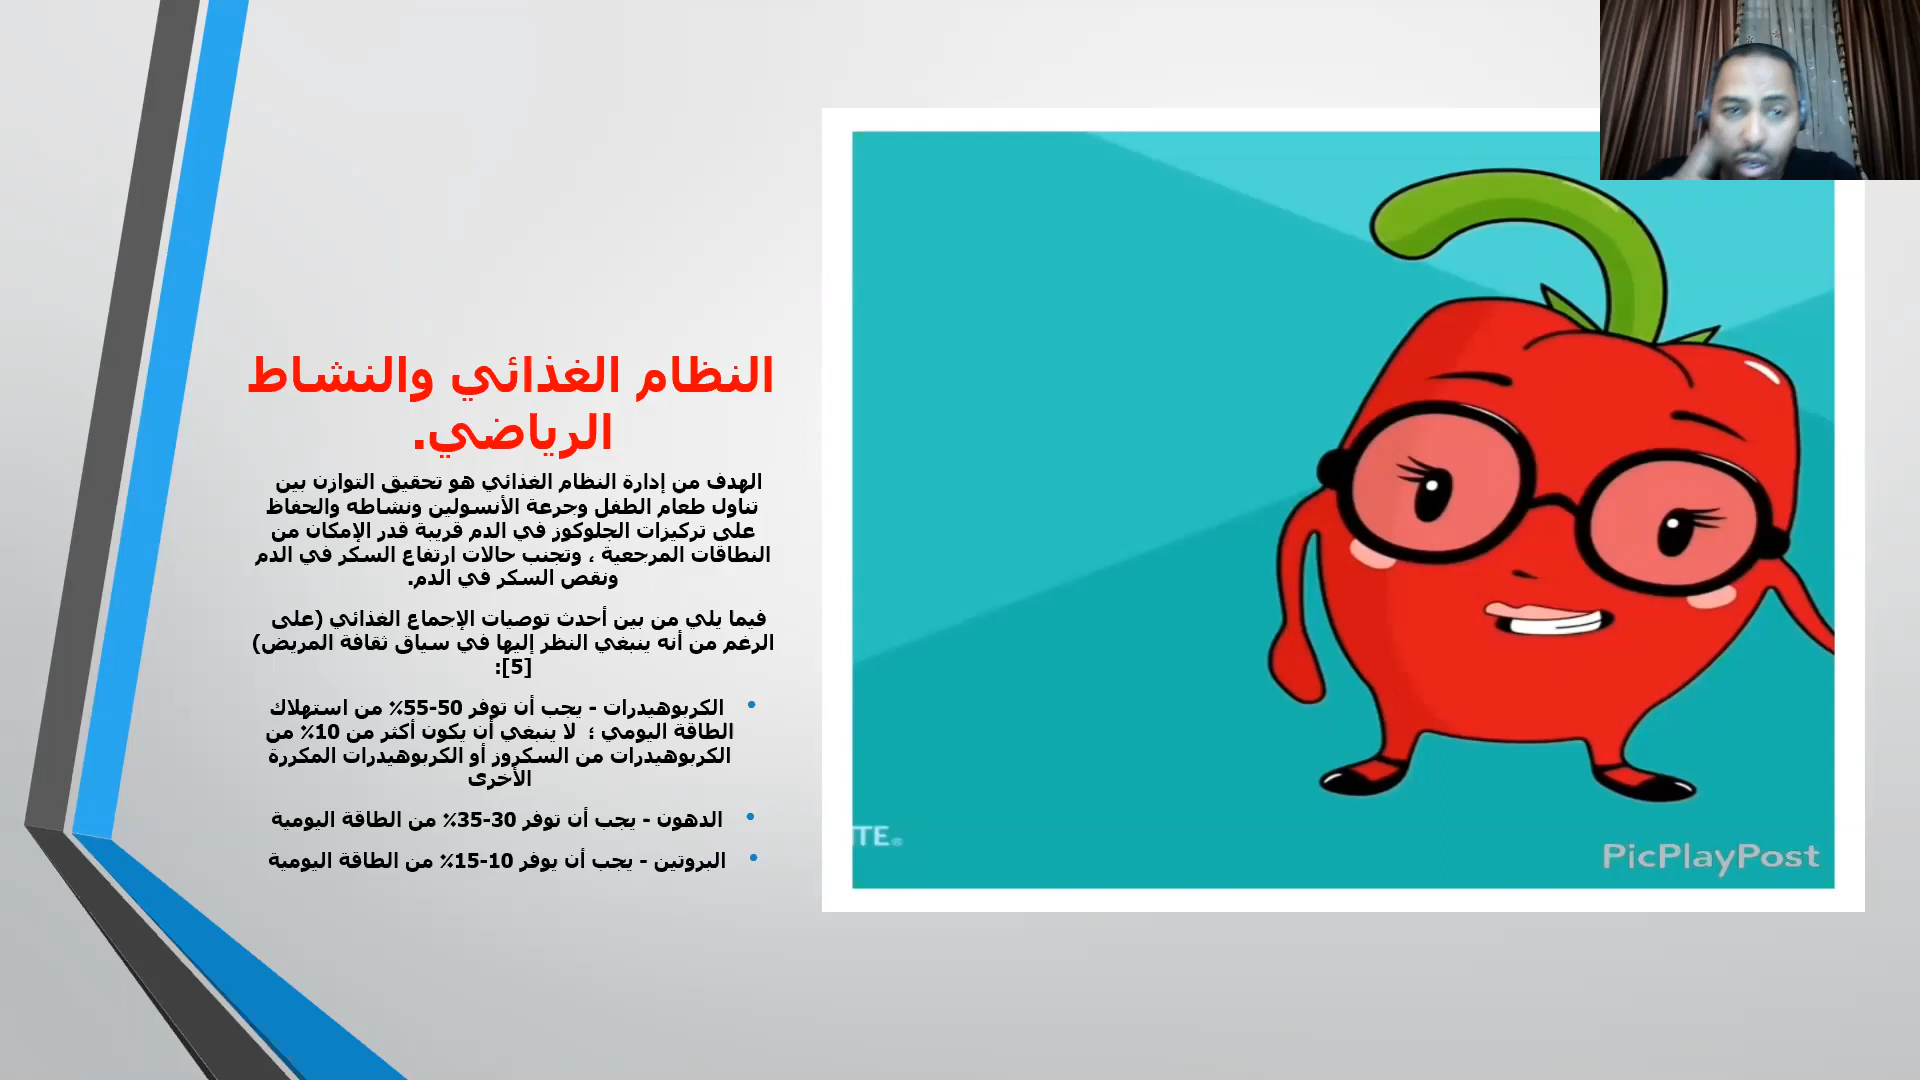 النظام الغذائي والنشاط
الرياضي.
الهدف من إدارة النظام الغذائي هو تحقيق التوازن بين
تناول طعام الطفل وجرعة الأنسولين ونشاطه والحفاظ
على تركيزات الجلوكوز في الدم قريبة قدر الإمكان من
النطاقات المرجعية ، وتجنب حالات ارتفاع السكر في الدم
ونقص السكر في الدم.
فيما يلي من بين أحدث توصيات الإجماع الغذائي (على
الرغم من أنه ينبغي النظر إليها في سياق ثقافة المريض)
[5]:
• الكربوهيدرات - يجب أن توفر 50-55٪ من استهلاك
الطاقة اليومي ؛ لا ينبغي أن يكون أكثر من 10٪ من
الكربوهيدرات من السكروز أو الكربوهيدرات المكررة
الأخرى
• الدهون - يجب أن توفر 30-35٪ من الطاقة اليومية
• البروتين - يجب أن يوفر 10-15٪ من الطاقة اليومية
ITE®
PicPlayPost